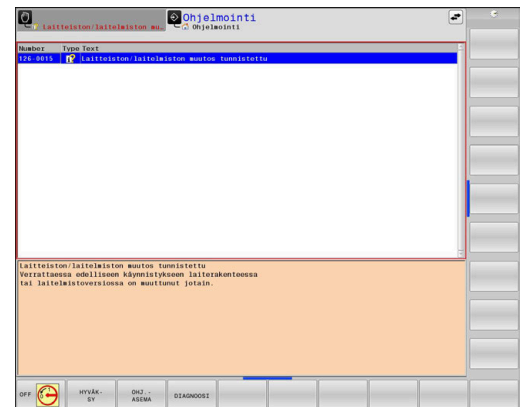 Laitteiston/laitelmiston mu…
Ohjelmointi
Ohjelmointi
Number Type Text
126-0015 Laitteiston/laitelmiston muutos tunnistettu
Laitteiston/laitelmiston muutos tunnistettu
Verrattaessa edelliseen käynnistykseen laiterakenteessa
tai laitelmistoversiossa on muuttunut jotain.
OFF
HYVÄK-
SY
OHJ.-
ASEMA
DIAGNOOSI